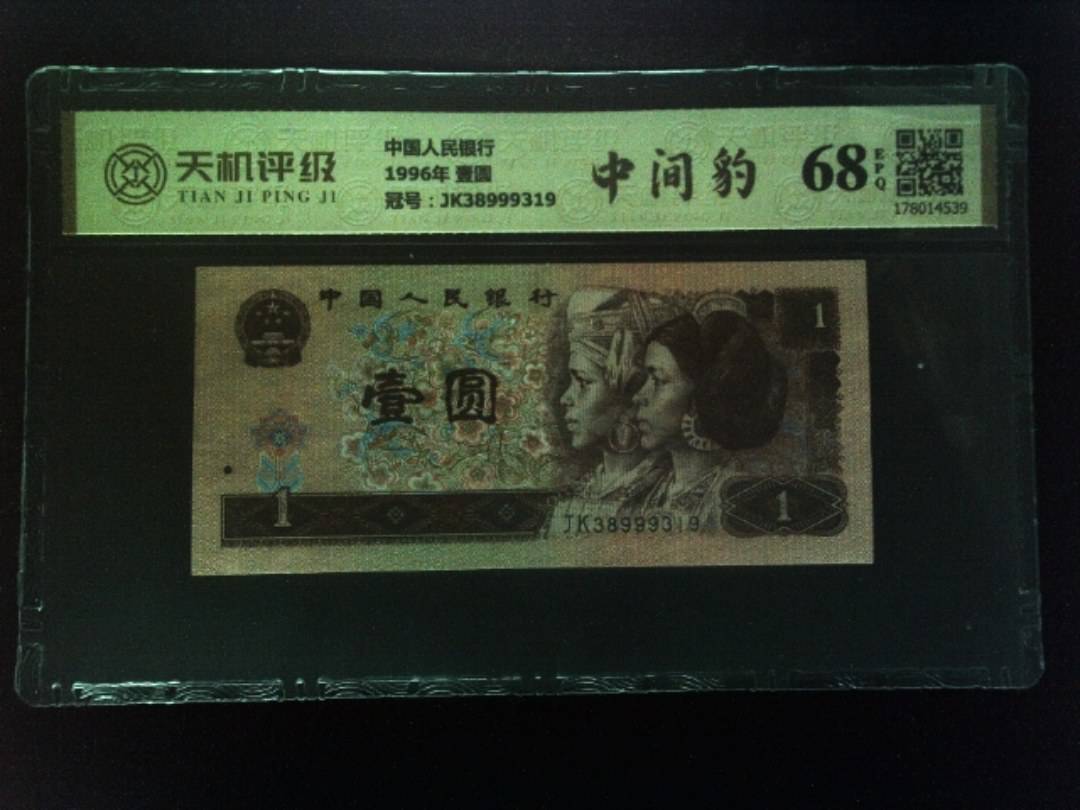 天机评级
TIAN JI PING JI
中国人民银行
1996年 壹圆
冠号：JK38999319
中间豹
68
EPQ
178014539
中国人民银行
1
壹圆
1
JK38999319
1